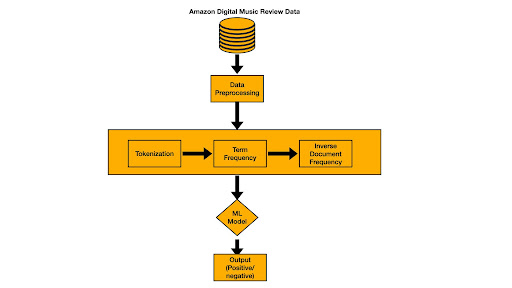 Amazon Digital Music Review Data
Data
Preprocessing
Tokenization
Term
Frequency
Inverse
Document
Frequency
ML
Model
Output
(Positive/
negative)